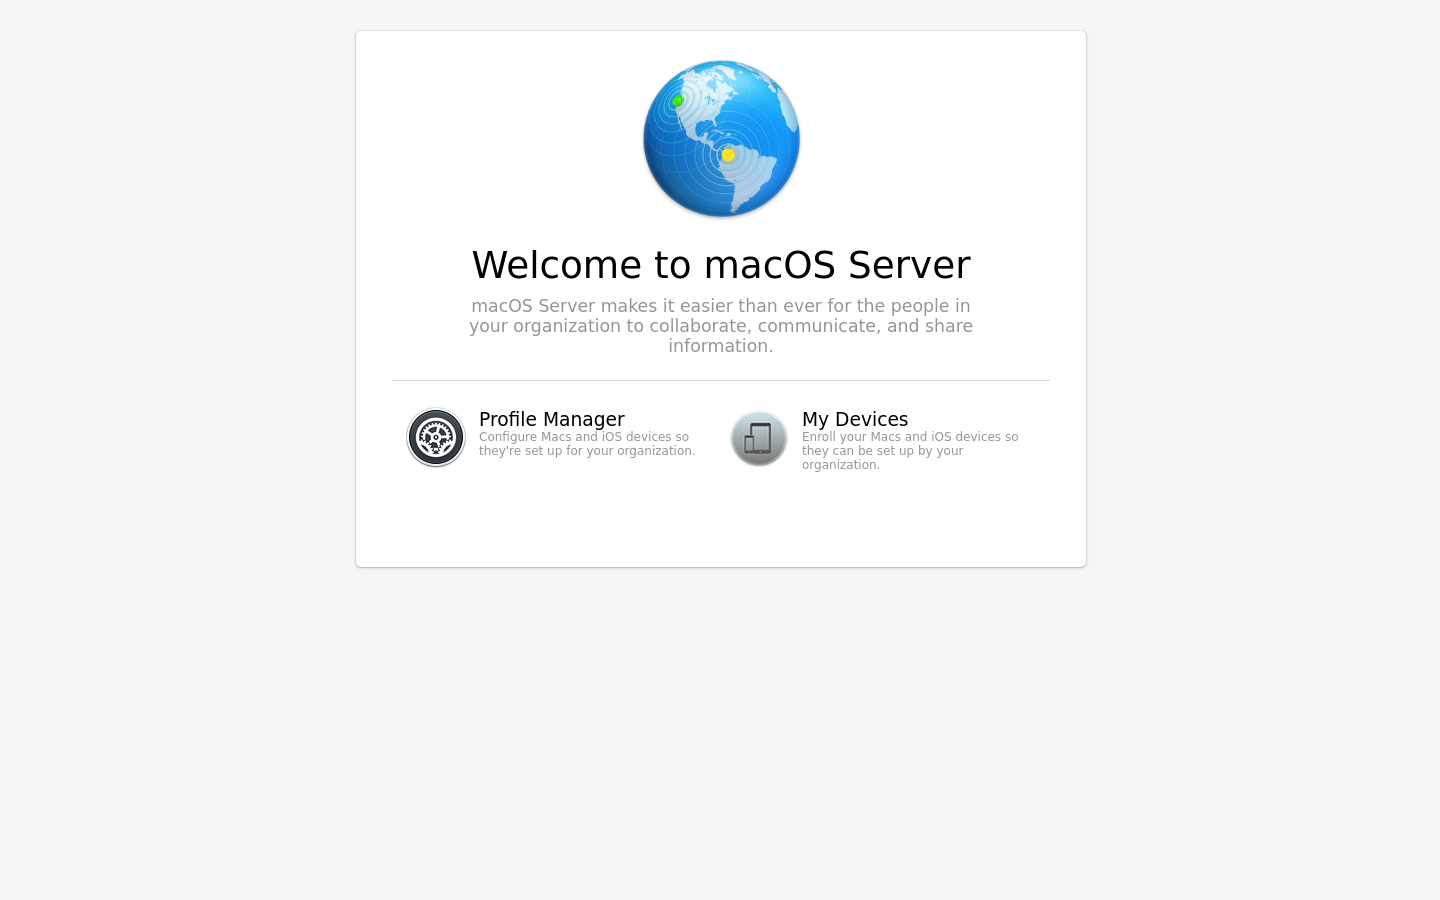 Welcome to macOS Server
macOS Server makes it easier than ever for the people in
your organization to collaborate, communicate, and share
information.
Profile Manager
Configure Macs and iOS devices so
they're set up for your organization.
My Devices
Enroll your Macs and iOS devices so
they can be set up by your
organization.